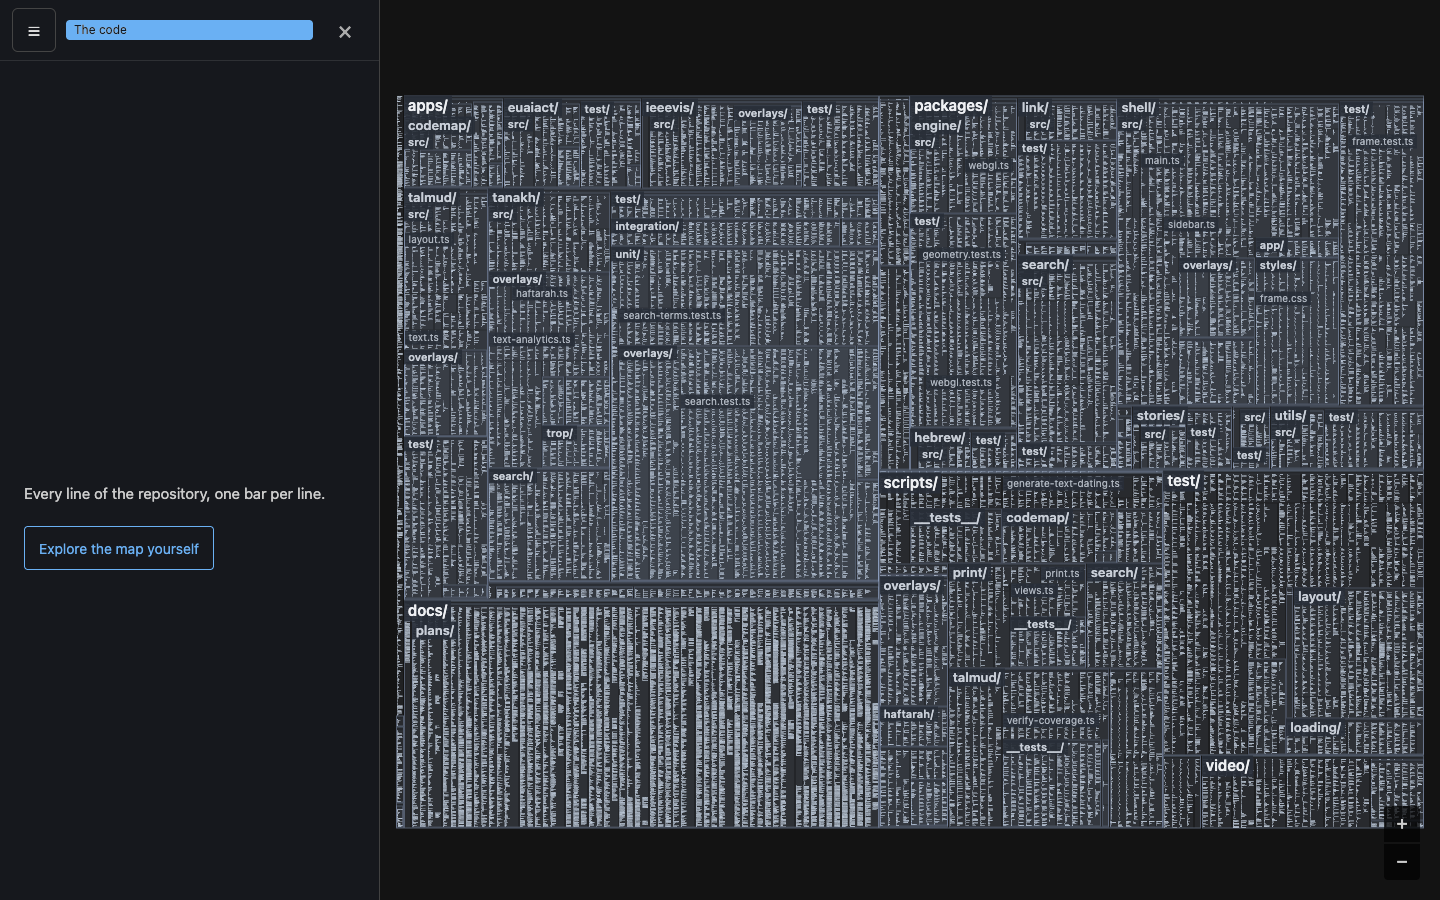 The code
Every line of the repository, one bar per line.
Explore the map yourself
apps/
codemap/
src/
euaiact/
src/
test/
ieeevis/
src/
overlays/
test/
talmud/
src/
layout.ts
text.ts
overlays/
test/
tanakh/
src/
overlays/
haftarah.ts
text-analytics.ts
trop/
search/
test/
integration/
unit/
search-terms.test.ts
overlays/
search.test.ts
docs/
plans/
packages/
engine/
src/
webgl.ts
test/
geometry.test.ts
webgl.test.ts
hebrew/
src/
test/
link/
src/
test/
search/
src/
test/
shell/
src/
main.ts
sidebar.ts
overlays/
app/
styles/
frame.css
test/
frame.test.ts
stories/
src/
test/
src/
test/
utils/
src/
test/
scripts/
generate-text-dating.ts
__tests__/
codemap/
overlays/
haftarah/
print/
print.ts
views.ts
__tests__/
search/
talmud/
verify-coverage.ts
__tests__/
test/
layout/
loading/
video/
+
−